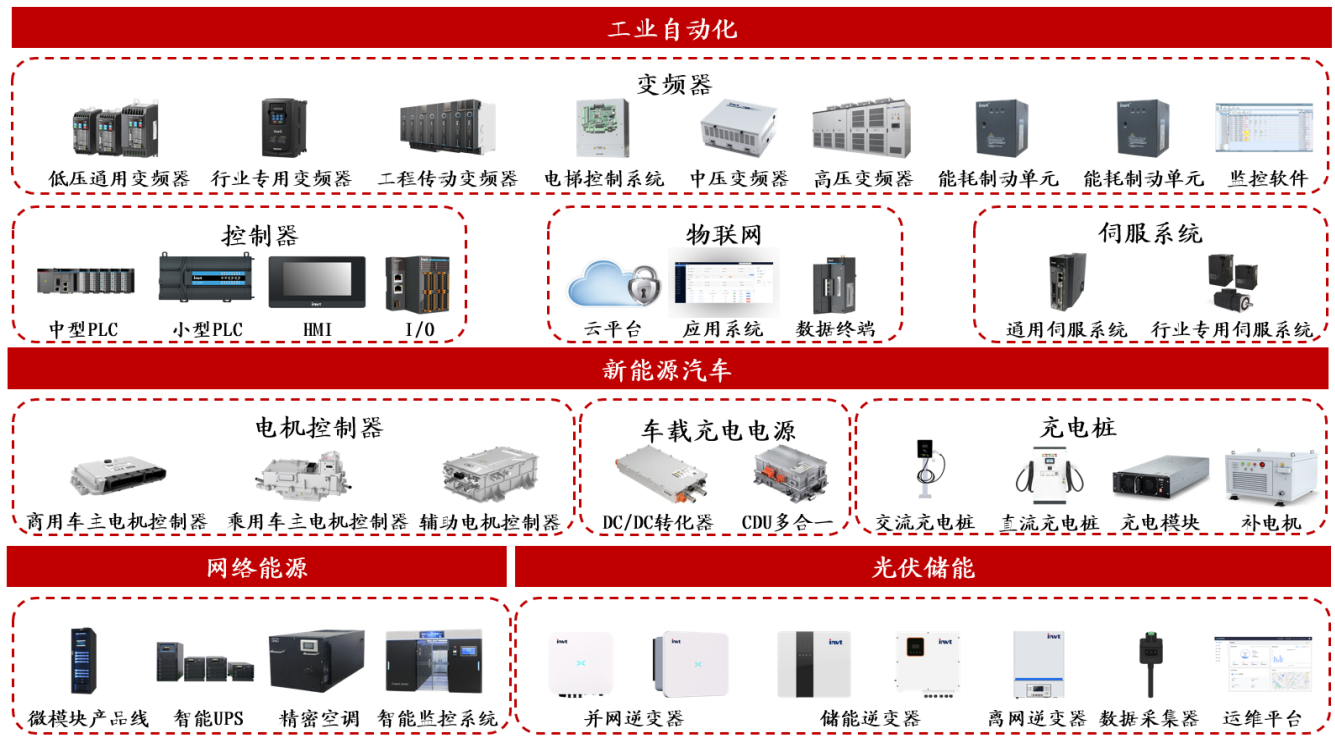 工业自动化
变频器
低压通用变频器 行业专用变频器 工程传动变频器 电梯控制系统 中压变频器 高压变频器 能耗制动单元 能耗制动单元 监控软件
控制器 物联网 伺服系统
中型PLC 小型PLC HMI I/O 云平台 应用系统 数据终端 通用伺服系统 行业专用伺服系统
新能源汽车
电机控制器 车载充电电源 充电桩
商用车主电机控制器 乘用车主电机控制器 辅助电机控制器 DC/DC转化器 CDU多合一 交流充电桩 直流充电桩 充电模块 补电机
网络能源 光伏储能
invt invt invt invt invt
微模块产品线 智能UPS 精密空调 智能监控系统 并网逆变器 储能逆变器 离网逆变器 数据采集器 运维平台